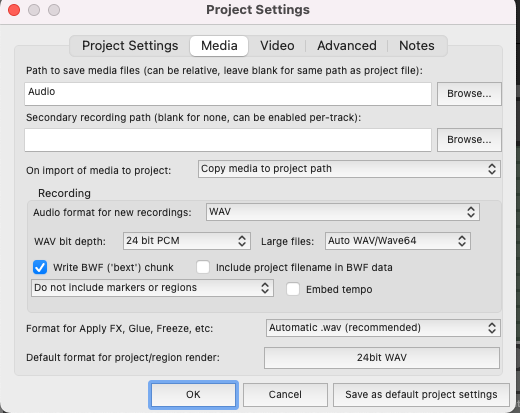 Project Settings
Project Settings Media Video Advanced Notes
Path to save media files (can be relative, leave blank for same path as project file):
Audio Browse...
Secondary recording path (blank for none, can be enabled per-track):
Browse...
On import of media to project: Copy media to project path
Recording
Audio format for new recordings: WAV
WAV bit depth: 24 bit PCM Large files: Auto WAV/Wave64
Write BWF ('bext') chunk Include project filename in BWF data
Do not include markers or regions Embed tempo
Format for Apply FX, Glue, Freeze, etc: Automatic .wav (recommended)
Default format for project/region render: 24bit WAV
OK Cancel Save as default project settings